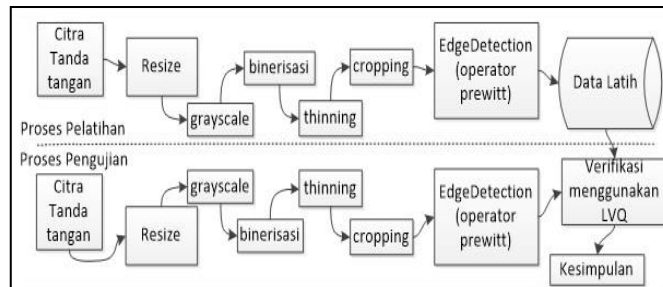 Citra
Tanda
tangan
Resize
grayscale
binerisasi
thinning
cropping
EdgeDetection
(operator
prewitt)
Data Latih
Proses Pelatihan
Proses Pengujian
Citra
Tanda
tangan
Resize
grayscale
binerisasi
thinning
cropping
EdgeDetection
(operator
prewitt)
Verifikasi
menggunakan
LVQ
Kesimpulan